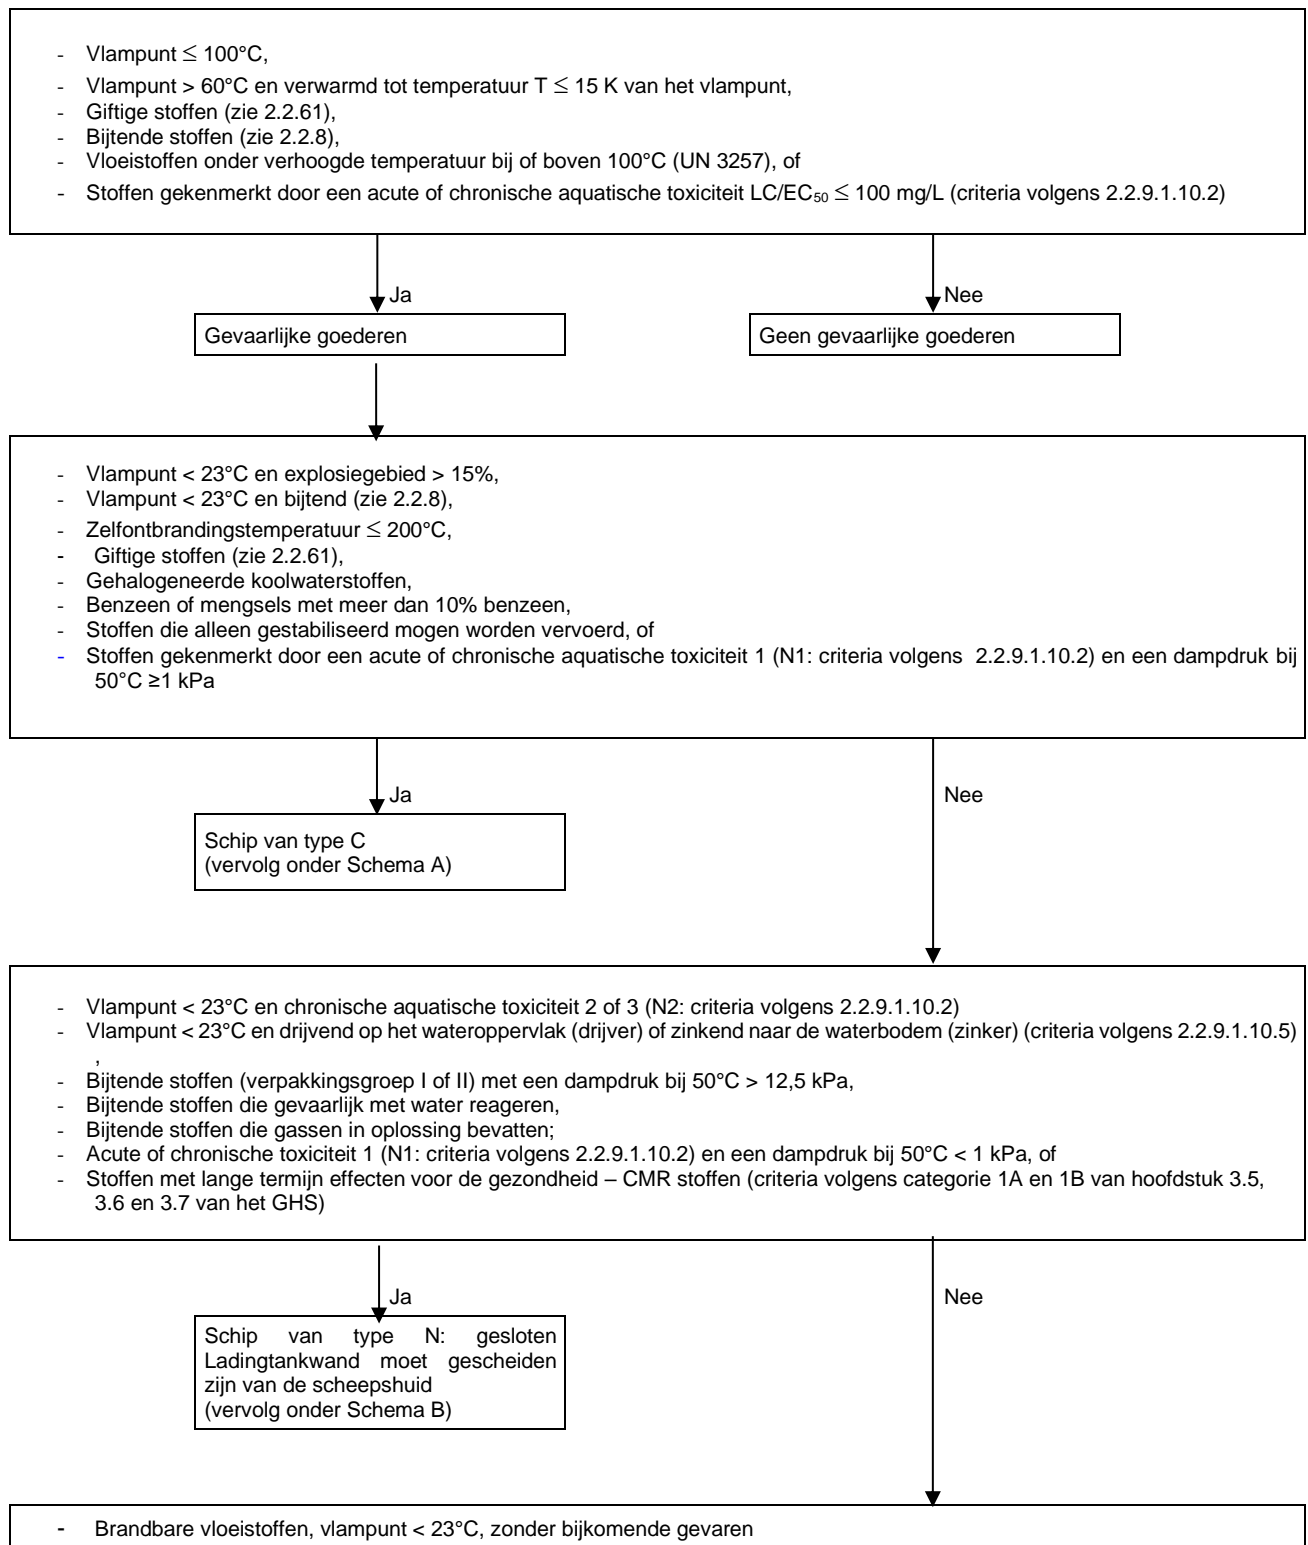 - Vlampunt ≤ 100°C,
- Vlampunt > 60°C en verwarmd tot temperatuur T ≤ 15 K van het vlampunt,
- Giftige stoffen (zie 2.2.61),
- Bijtende stoffen (zie 2.2.8),
- Vloeistoffen onder verhoogde temperatuur bij of boven 100°C (UN 3257), of
- Stoffen gekenmerkt door een acute of chronische aquatische toxiciteit LC/EC50 ≤ 100 mg/L (criteria volgens 2.2.9.1.10.2)
Ja
Nee
Gevaarlijke goederen
Geen gevaarlijke goederen
- Vlampunt < 23°C en explosiegebied > 15%,
- Vlampunt < 23°C en bijtend (zie 2.2.8),
- Zelfontbrandingstemperatuur ≤ 200°C,
- Giftige stoffen (zie 2.2.61),
- Gehalogeneerde koolwaterstoffen,
- Benzeen of mengsels met meer dan 10% benzeen,
- Stoffen die alleen gestabiliseerd mogen worden vervoerd, of
- Stoffen gekenmerkt door een acute of chronische aquatische toxiciteit 1 (N1: criteria volgens 2.2.9.1.10.2) en een dampdruk bij
50°C ≥1 kPa
Ja
Nee
Schip van type C
(vervolg onder Schema A)
- Vlampunt < 23°C en chronische aquatische toxiciteit 2 of 3 (N2: criteria volgens 2.2.9.1.10.2)
- Vlampunt < 23°C en drijvend op het wateroppervlak (drijver) of zinkend naar de waterbodem (zinker) (criteria volgens 2.2.9.1.10.5)
,
- Bijtende stoffen (verpakkingsgroep I of II) met een dampdruk bij 50°C > 12,5 kPa,
- Bijtende stoffen die gevaarlijk met water reageren,
- Bijtende stoffen die gassen in oplossing bevatten;
- Acute of chronische toxiciteit 1 (N1: criteria volgens 2.2.9.1.10.2) en een dampdruk bij 50°C < 1 kPa, of
- Stoffen met lange termijn effecten voor de gezondheid – CMR stoffen (criteria volgens categorie 1A en 1B van hoofdstuk 3.5,
3.6 en 3.7 van het GHS)
Ja
Nee
Schip van type N: gesloten
Ladingtankwand moet gescheiden
zijn van de scheepshuid
(vervolg onder Schema B)
- Brandbare vloeistoffen, vlampunt < 23°C, zonder bijkomende gevaren